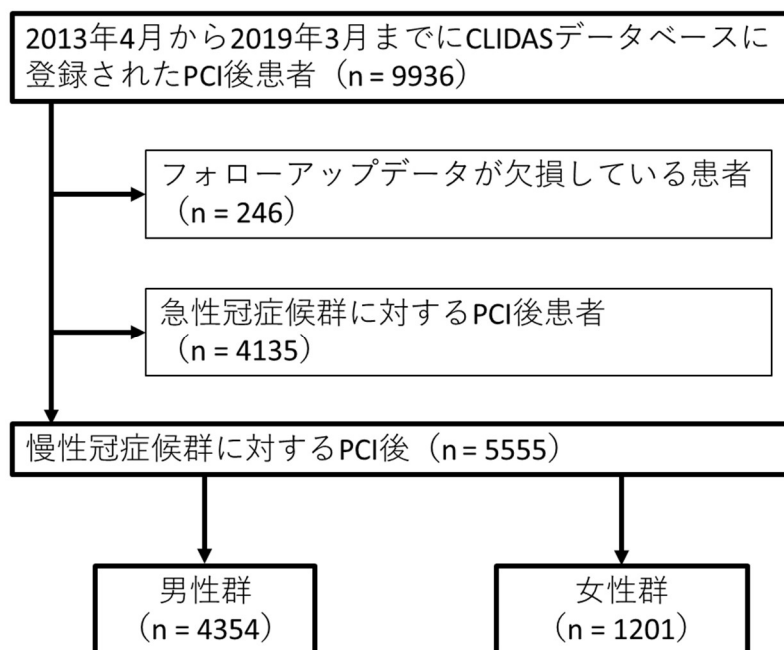 2013年4月から2019年3月までにCLIDASデータベースに
登録されたPCI後患者（n = 9936）
フォローアップデータが欠損している患者
（n = 246）
急性冠症候群に対するPCI後患者
（n = 4135）
慢性冠症候群に対するPCI後（n = 5555）
男性群
（n = 4354）
女性群
（n = 1201）